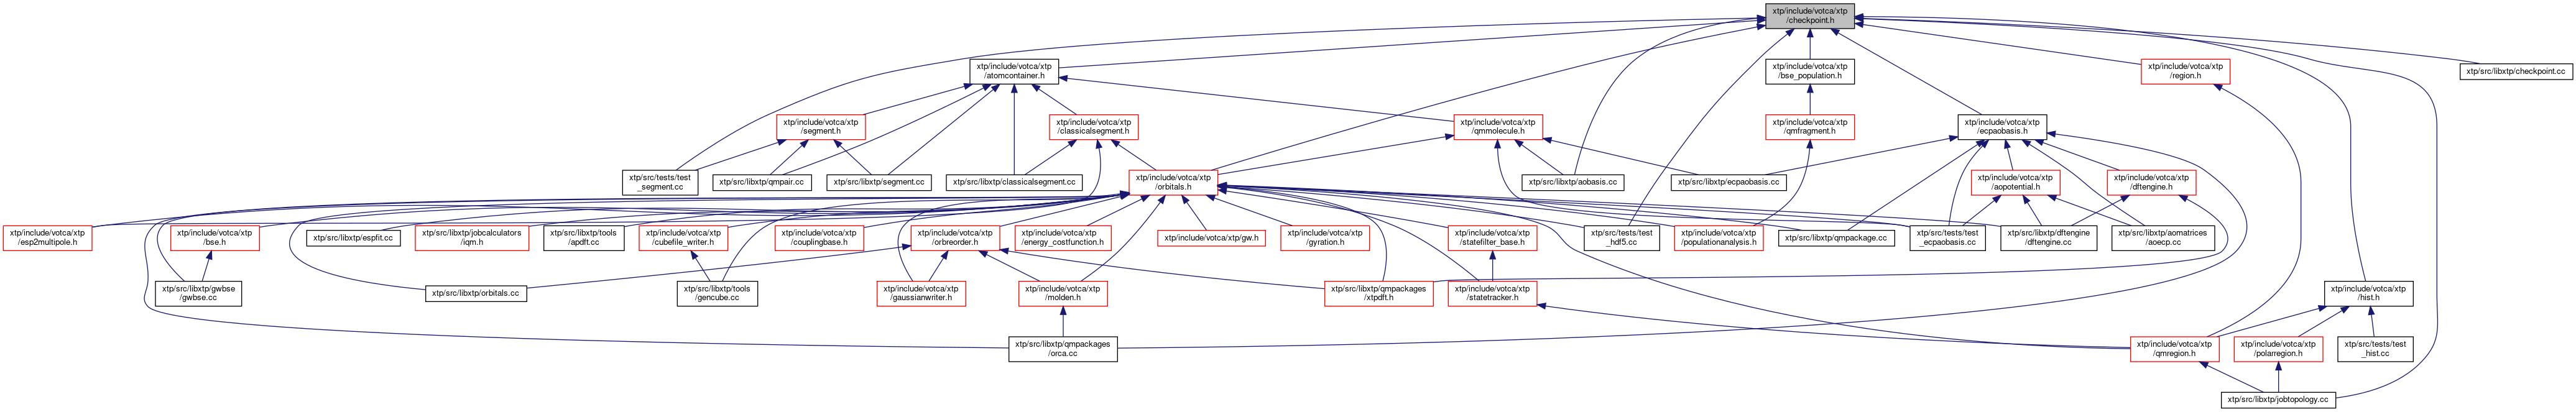 xtp/include/votca/xtp
/checkpoint.h
xtp/include/votca/xtp
/atomcontainer.h
xtp/include/votca/xtp
/bse_population.h
xtp/include/votca/xtp
/region.h
xtp/src/libxtp/checkpoint.cc
xtp/include/votca/xtp
/segment.h
xtp/include/votca/xtp
/classicalsegment.h
xtp/include/votca/xtp
/qmmolecule.h
xtp/include/votca/xtp
/qmfragment.h
xtp/include/votca/xtp
/ecpaobasis.h
xtp/src/tests/test
_segment.cc
xtp/src/libxtp/qmpair.cc
xtp/src/libxtp/segment.cc
xtp/src/libxtp/classicalsegment.cc
xtp/include/votca/xtp
/orbitals.h
xtp/src/libxtp/aobasis.cc
xtp/src/libxtp/ecpaobasis.cc
xtp/include/votca/xtp
/aopotential.h
xtp/include/votca/xtp
/dftengine.h
xtp/include/votca/xtp
/esp2multipole.h
xtp/include/votca/xtp
/bse.h
xtp/src/libxtp/espfit.cc
xtp/src/libxtp/jobcalculators
/iqm.h
xtp/src/libxtp/tools
/apdft.cc
xtp/include/votca/xtp
/cubefile_writer.h
xtp/include/votca/xtp
/couplingbase.h
xtp/include/votca/xtp
/orbreorder.h
xtp/include/votca/xtp
/energy_costfunction.h
xtp/include/votca/xtp/gw.h
xtp/include/votca/xtp
/gyration.h
xtp/include/votca/xtp
/statefilter_base.h
xtp/src/tests/test
_hdf5.cc
xtp/include/votca/xtp
/populationanalysis.h
xtp/src/libxtp/qmpackage.cc
xtp/src/tests/test
_ecpaobasis.cc
xtp/src/libxtp/dftengine
/dftengine.cc
xtp/src/libxtp/aomatrices
/aoecp.cc
xtp/src/libxtp/gwbse
/gwbse.cc
xtp/src/libxtp/orbitals.cc
xtp/src/libxtp/tools
/gencube.cc
xtp/include/votca/xtp
/gaussianwriter.h
xtp/include/votca/xtp
/molden.h
xtp/src/libxtp/qmpackages
/xtpdft.h
xtp/include/votca/xtp
/statetracker.h
xtp/include/votca/xtp
/hist.h
xtp/src/libxtp/qmpackages
/orca.cc
xtp/include/votca/xtp
/qmregion.h
xtp/include/votca/xtp
/polarregion.h
xtp/src/tests/test
_hist.cc
xtp/src/libxtp/jobtopology.cc